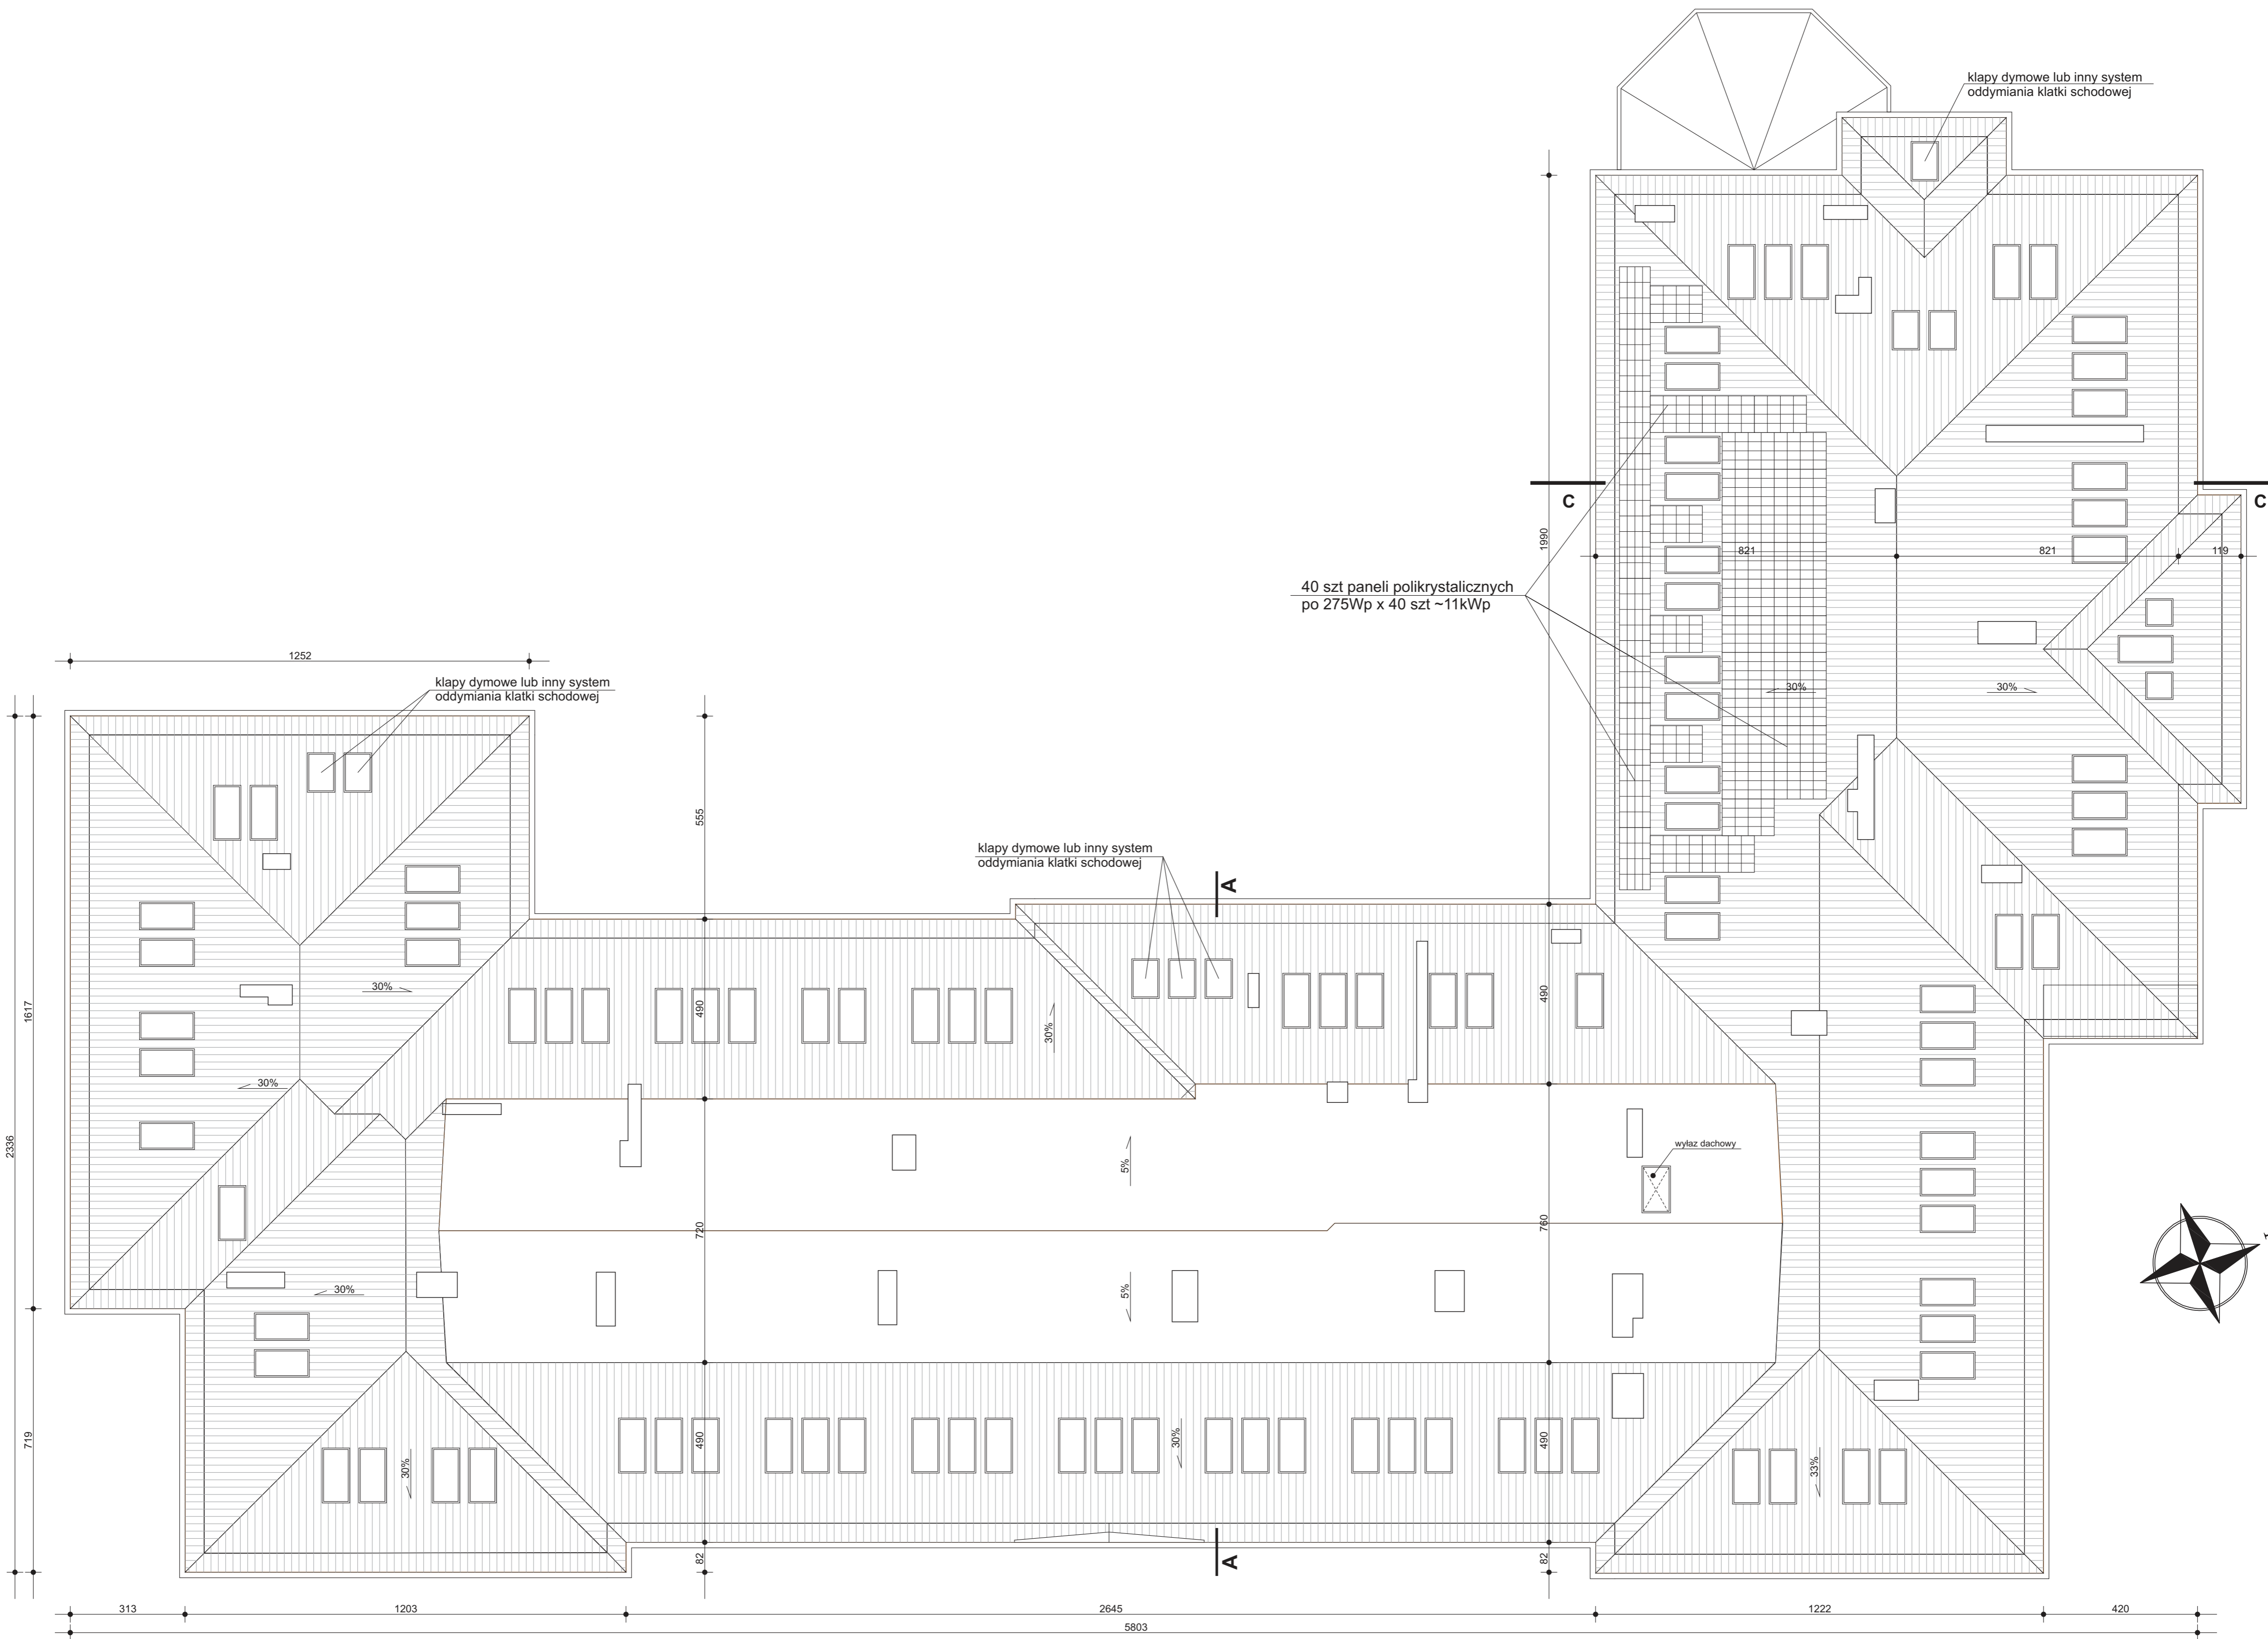 klapy dymowe lub inny system
oddymiania klatki schodowej
C
C
1990
821
821
119
40 szt paneli polikrystalicznych
po 275Wp x 40 szt ~11kWp
1252
klapy dymowe lub inny system
oddymiania klatki schodowej
30%
30%
555
klapy dymowe lub inny system
oddymiania klatki schodowej
A
30%
490
490
30%
1617
30%
2336
5%
wyłaz dachowy
720
760
30%
5%
719
490
490
30%
30%
33%
82
82
A
313
1203
2645
1222
420
5803